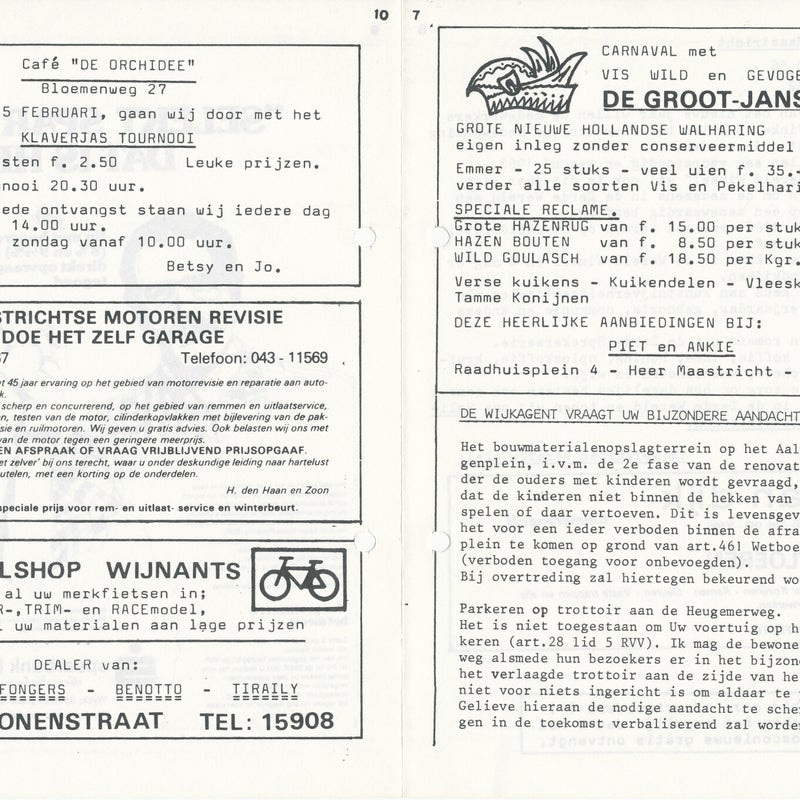 10
Café "DE ORCHIDEE"
Bloemenweg 27
5 FEBRUARI, gaan wij door met het
KLAVERJAS TOURNOOI
sten f. 2.50 Leuke prijzen.
nooi 20.30 uur.
ede ontvangst staan wij iedere dag
14.00 uur.
zondag vanaf 10.00 uur.
Betsy en Jo.
STRICHTSE MOTOREN REVISIE
DOE HET ZELF GARAGE
67 Telefoon: 043 - 11569
t 45 jaar ervaring op het gebied van motorrevisie en reparatie aan auto-
k.
scherp en concurrerend, op het gebied van remmen en uitlaatservice,
en, testen van de motor, cilinderkopvlakken met bijlevering van de pak-
sie en ruilmotoren. Wij geven u gratis advies. Ook belasten wij ons met
van de motor tegen een geringere meerprijs.
EN AFSPRAAK OF VRAAG VRIJBLIJVEND PRIJSOPGAAF.
et zelver' bij ons terecht, waar u onder deskundige leiding naar hartelust
utelen, met een korting op de onderdelen.
H. den Haan en Zoon
speciale prijs voor rem- en uitlaat- service en winterbeurt.
LSHOP WIJNANTS
al uw merkfietsen in;
R-,TRIM- en RACEmodel,
l uw materialen aan lage prijzen
DEALER van:
FONGERS - BENOTTO - TIRAILY
ONENSTRAAT TEL: 15908
7
CARNAVAL met
VIS WILD en GEVOGE
DE GROOT-JANS
GROTE NIEUWE HOLLANDSE WALHARING
eigen inleg zonder conserveermiddel
Emmer - 25 stuks - veel uien f. 35.-
verder alle soorten Vis en Pekelhari
SPECIALE RECLAME.
Grote HAZENRUG van f. 15.00 per stuk
HAZEN BOUTEN van f. 8.50 per stuk
WILD GOULASCH van f. 18.50 per Kgr.
Verse kuikens - Kuikendelen - Vleesk
Tamme Konijnen
DEZE HEERLIJKE AANBIEDINGEN BIJ:
PIET en ANKIE
Raadhuisplein 4 - Heer Maastricht -
DE WIJKAGENT VRAAGT UW BIJZONDERE AANDACHT
Het bouwmaterialenopslagterrein op het Aal
genplein, i.v.m. de 2e fase van de renovat
der de ouders met kinderen wordt gevraagd,
dat de kinderen niet binnen de hekken van
spelen of daar vertoeven. Dit is levensgev
het voor een ieder verboden binnen de afra
plein te komen op grond van art.461 Wetboe
(verboden toegang voor onbevoegden).
Bij overtreding zal hiertegen bekeurend wo
Parkeren op trottoir aan de Heugemerweg.
Het is niet toegestaan om Uw voertuig op h
keren (art.28 lid 5 RVV). Ik mag de bewone
weg alsmede hun bezoekers er in het bijzon
het verlaagde trottoir aan de zijde van he
niet voor niets ingericht is om aldaar te
Gelieve hieraan de nodige aandacht te sche
gen in de toekomst verbaliserend zal worde